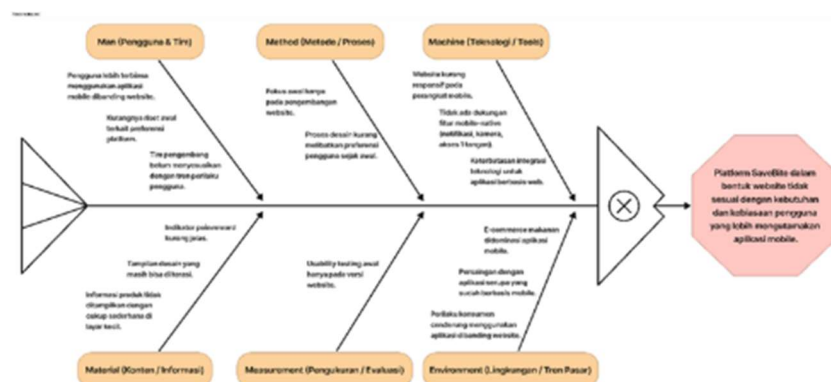 Man (Pengguna & Tim)
Method (Metode / Proses)
Machine (Teknologi / Tools)
Pengguna lebih terbiasa
menggunakan aplikasi
mobile dibanding website.
Kurangnya riset awal
terkait preferensi
platform.
Tim pengembang
belum menyesuaikan
dengan tren perilaku
pengguna.
Fokus awal hanya
pada pengembangan
website.
Proses desain kurang
melibatkan preferensi
pengguna sejak awal.
Website kurang
responsif pada
perangkat mobile.
Tidak ada dukungan
fitur mobile-native
(notifikasi, kamera,
akses 1 tangan).
Keterbatasan integrasi
teknologi untuk
aplikasi berbasis web.
Platform SaveBite dalam
bentuk website tidak
sesuai dengan kebutuhan
dan kebiasaan pengguna
yang lebih mengutamakan
aplikasi mobile.
Indikator
kurang jelas.
Tampilan desain yang
masih bisa diiterasi.
Informasi produk tidak
ditampilkan dengan
cukup sederhana di
layar kecil.
Usability testing awal
hanya pada versi
website.
E-commerce makanan
didominasi aplikasi
mobile.
Persaingan dengan
aplikasi serupa yang
sudah berbasis mobile.
Perilaku konsumen
cenderung menggunakan
aplikasi dibanding website.
Material (Konten / Informasi)
Measurement (Pengukuran / Evaluasi)
Environment (Lingkungan / Tren Pasar)